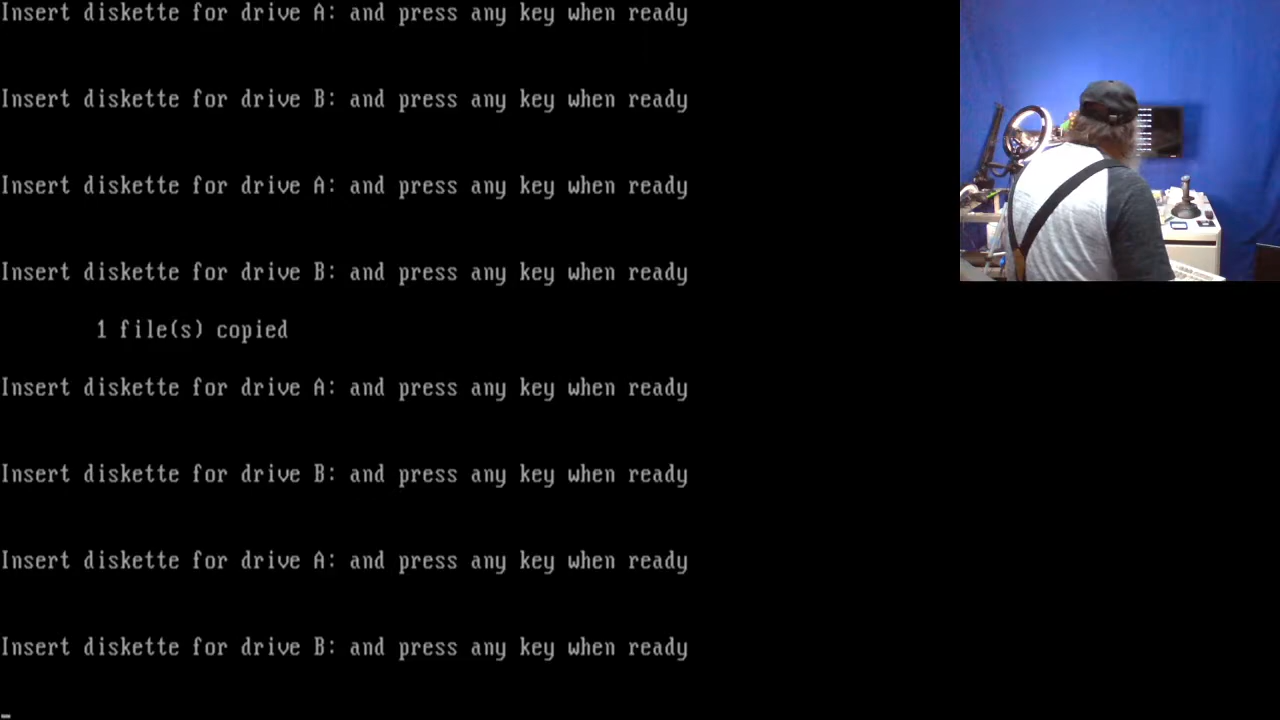 Insert diskette for drive A: and press any key when ready
Insert diskette for drive B: and press any key when ready
Insert diskette for drive A: and press any key when ready
Insert diskette for drive B: and press any key when ready
1 file(s) copied
Insert diskette for drive A: and press any key when ready
Insert diskette for drive B: and press any key when ready
Insert diskette for drive A: and press any key when ready
Insert diskette for drive B: and press any key when ready